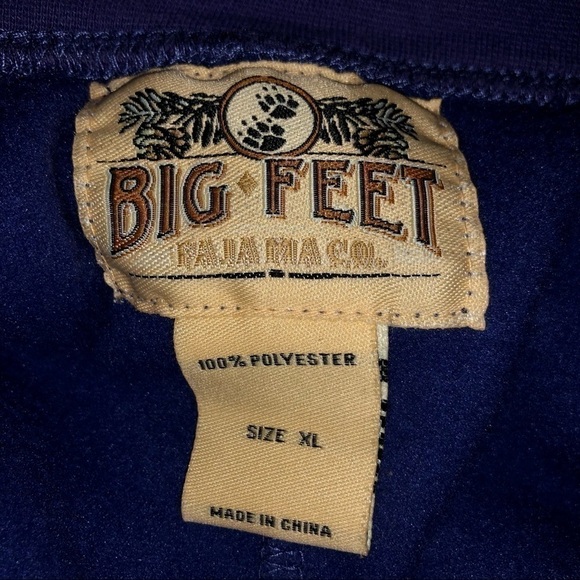 BIG FEET
PAJAMA CO.
100% POLYESTER
SIZE XL
MADE IN CHINA